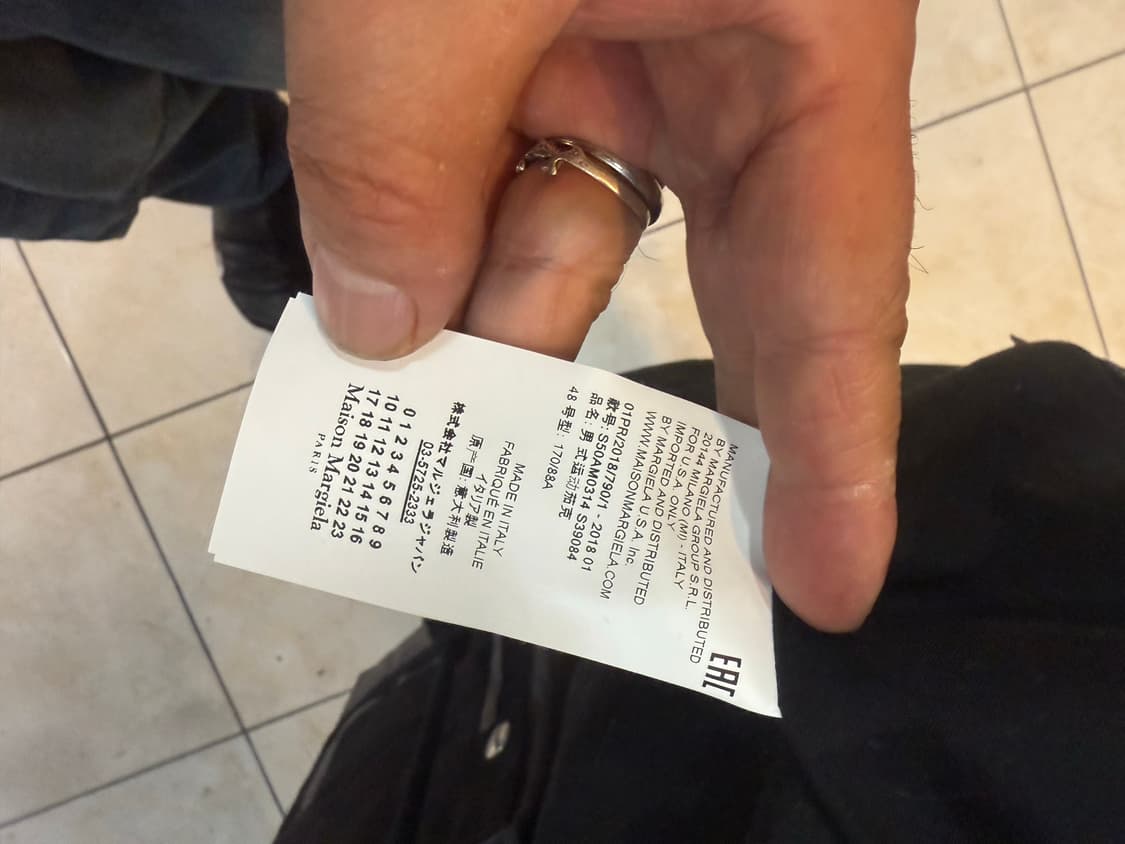 EAC
MANUFACTURED AND DISTRIBUTED
BY MARGIELA GROUP S.R.L.
20144 MILANO (MI) - ITALY
FOR U.S.A. ONLY
IMPORTED AND DISTRIBUTED
BY MARGIELA U.S.A. Inc.
WWW.MAISONMARGIELA.COM
01PR/2018/790/1 - 2018 01
款号: S50AM0314 S39084
品名: 男 式运动茄克
48 号型: 170/88A
MADE IN ITALY
FABRIQUÉ EN ITALIE
イタリア製
原产国: 意大利製造
株式会社マルジェラジャパン
03-5725-2333
0 1 2 3 4 5 6 7 8 9
10 11 12 13 14 15 16
17 18 19 20 21 22 23
Maison Margiela
PARIS